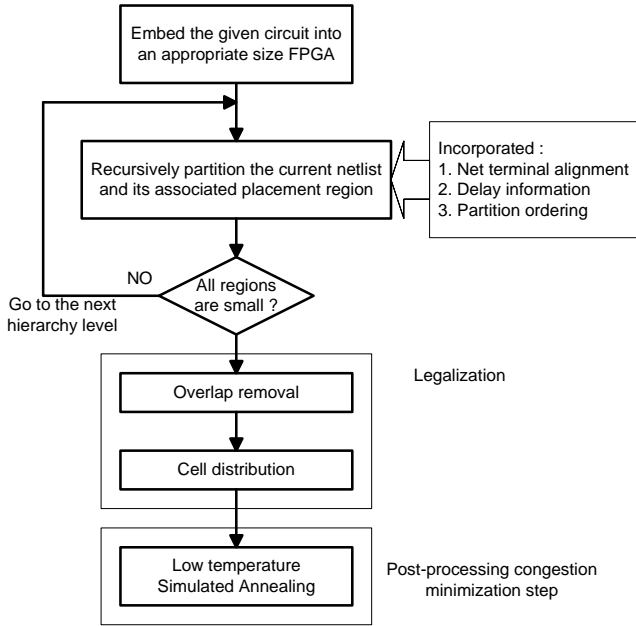 Embed the given circuit into
an appropriate size FPGA
Recursively partition the current netlist
and its associated placement region
Incorporated :
1. Net terminal alignment
2. Delay information
3. Partition ordering
NO
All regions
are small ?
Go to the next
hierarchy level
Legalization
Overlap removal
Cell distribution
Low temperature
Simulated Annealing
Post-processing congestion
minimization step